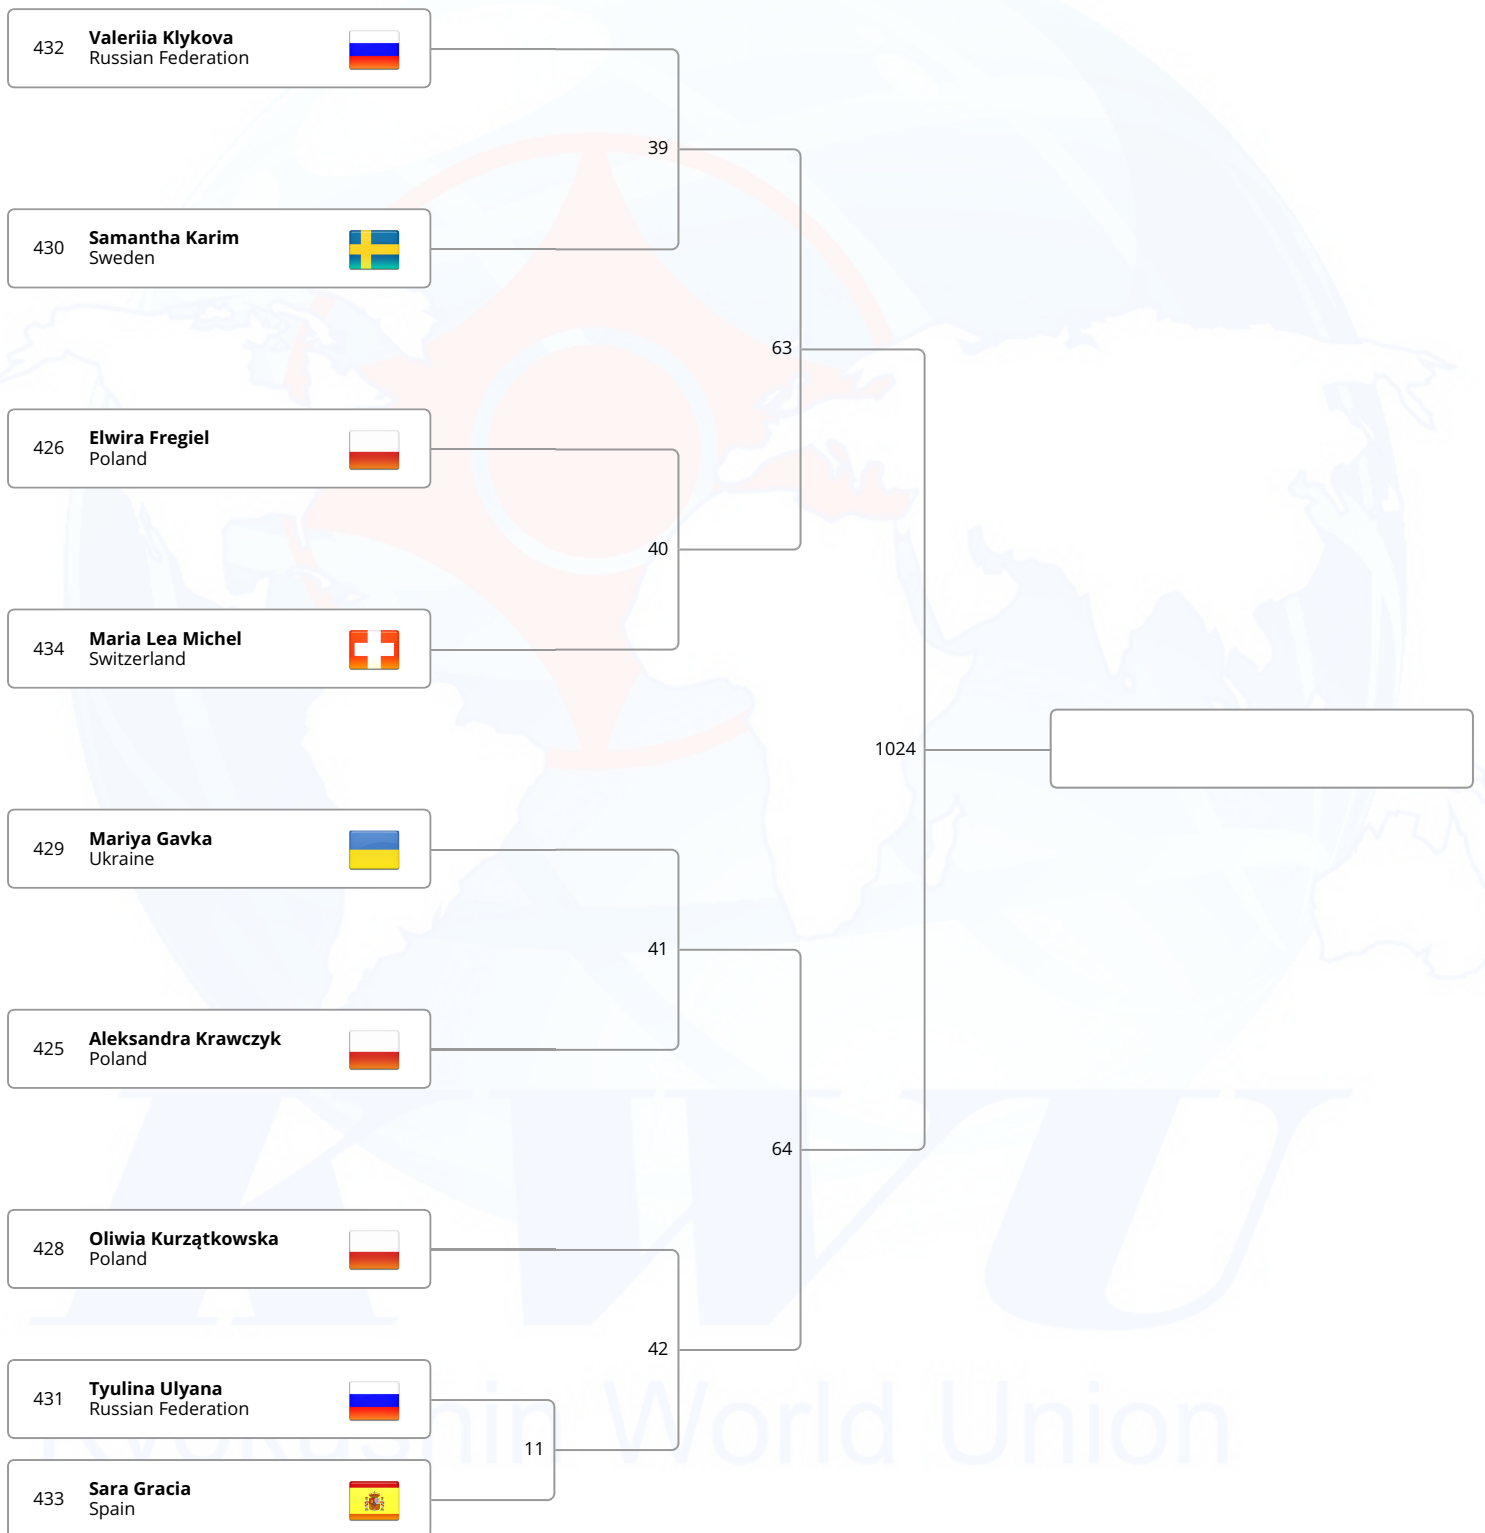 432
Valeriia Klykova
Russian Federation
39
430
Samantha Karim
Sweden
63
426
Elwira Fregiel
Poland
40
434
Maria Lea Michel
Switzerland
1024
429
Mariya Gavka
Ukraine
41
425
Aleksandra Krawczyk
Poland
64
KWU
428
Oliwia Kurzątkowska
Poland
42
431
Tyulina Ulyana
Russian Federation
11
Kyokushin World Union
433
Sara Gracia
Spain